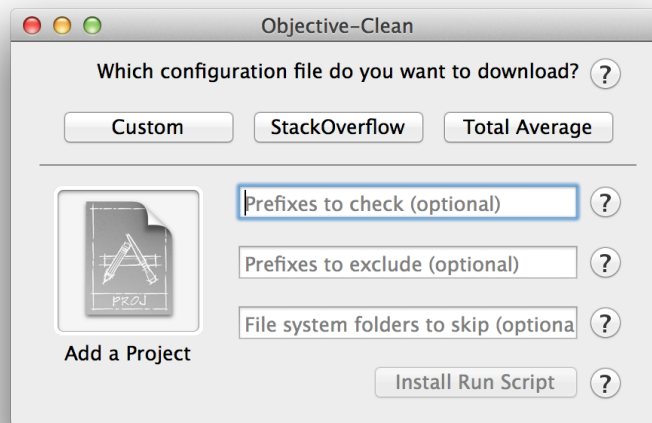 Objective-Clean
Which configuration file do you want to download? ?
Custom StackOverflow Total Average
Prefixes to check (optional) ?
Prefixes to exclude (optional) ?
PROJ
File system folders to skip (optiona ?
Add a Project
Install Run Script ?